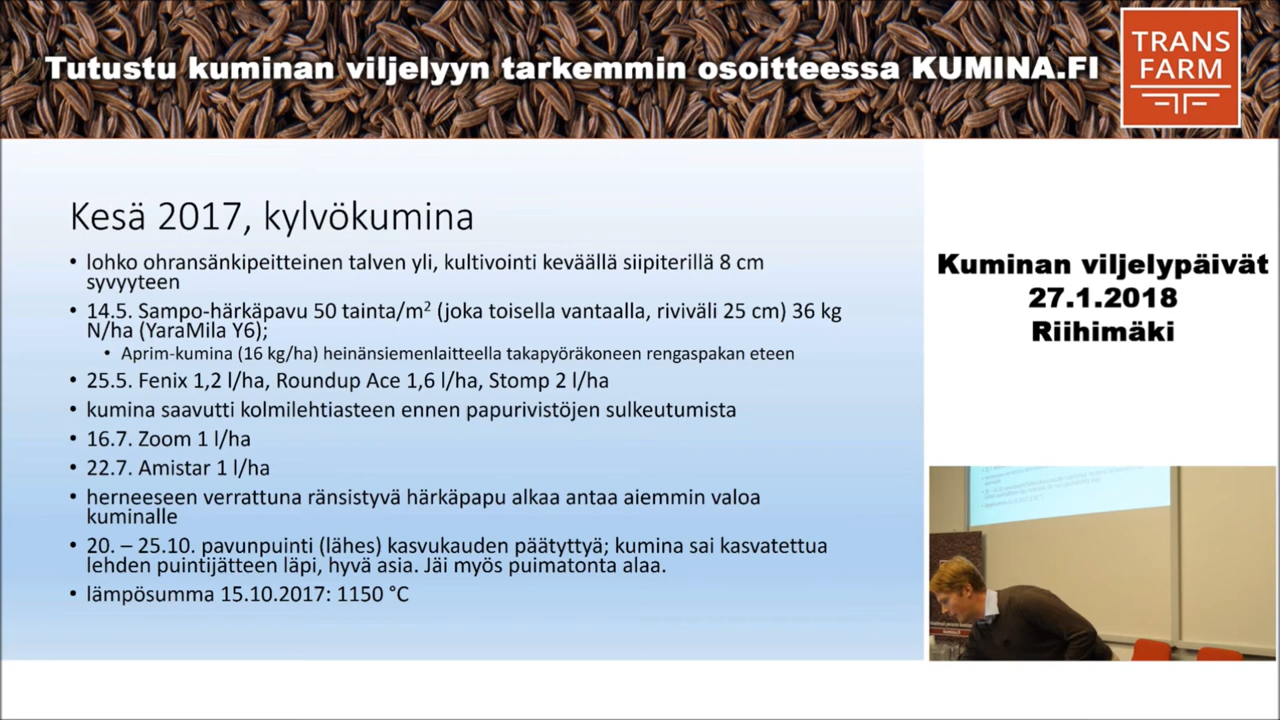 Tutustu kuminan viljelyyn tarkemmin osoitteessa KUMINA.FI
TRANS
FARM
Kesä 2017, kylvökumina
• lohko ohransänkipeitteinen talven yli, kultivointi keväällä siipiterillä 8 cm
syvyyteen
• 14.5. Sampo-härkäpavu 50 tainta/m² (joka toisella vantaalla, riviväli 25 cm) 36 kg
N/ha (YaraMila Y6);
• Aprim-kumina (16 kg/ha) heinänsiemenlaitteella takapyöräkoneen rengaspakan eteen
• 25.5. Fenix 1,2 l/ha, Roundup Ace 1,6 l/ha, Stomp 2 l/ha
• kumina saavutti kolmilehtiasteen ennen papurivistöjen sulkeutumista
• 16.7. Zoom 1 l/ha
• 22.7. Amistar 1 l/ha
• herneeseen verrattuna ränsistyvä härkäpapu alkaa antaa aiemmin valoa
kuminalle
• 20. – 25.10. pavunpuinti (lähes) kasvukauden päätyttyä; kumina sai kasvatettua
lehden puintijätteen läpi, hyvä asia. Jäi myös puimatonta alaa.
• lämpösumma 15.10.2017: 1150 °C
Kuminan viljelypäivät
27.1.2018
Riihimäki